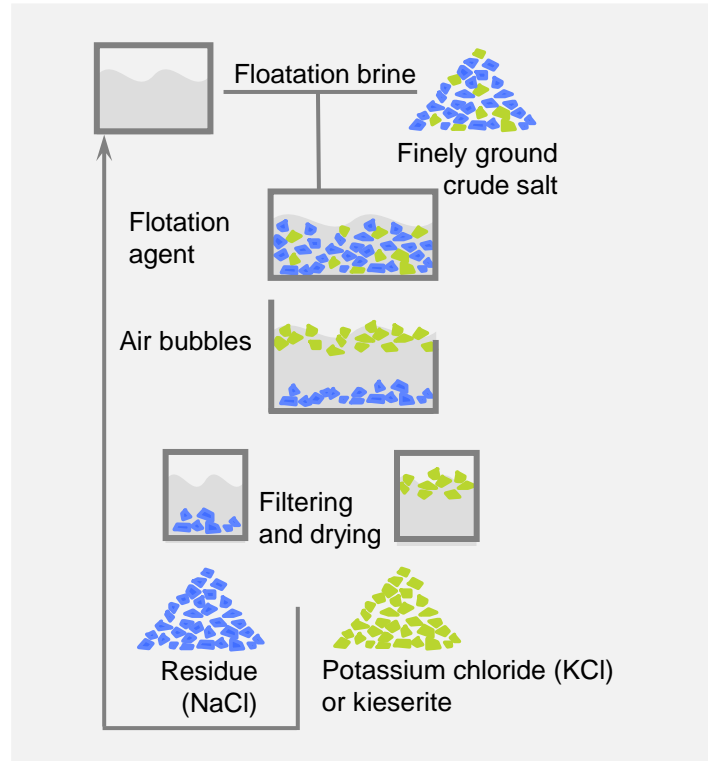 Floatation brine
Finely ground
crude salt
Flotation
agent
Air bubbles
Filtering
and drying
Residue
(NaCl)
Potassium chloride (KCl)
or kieserite